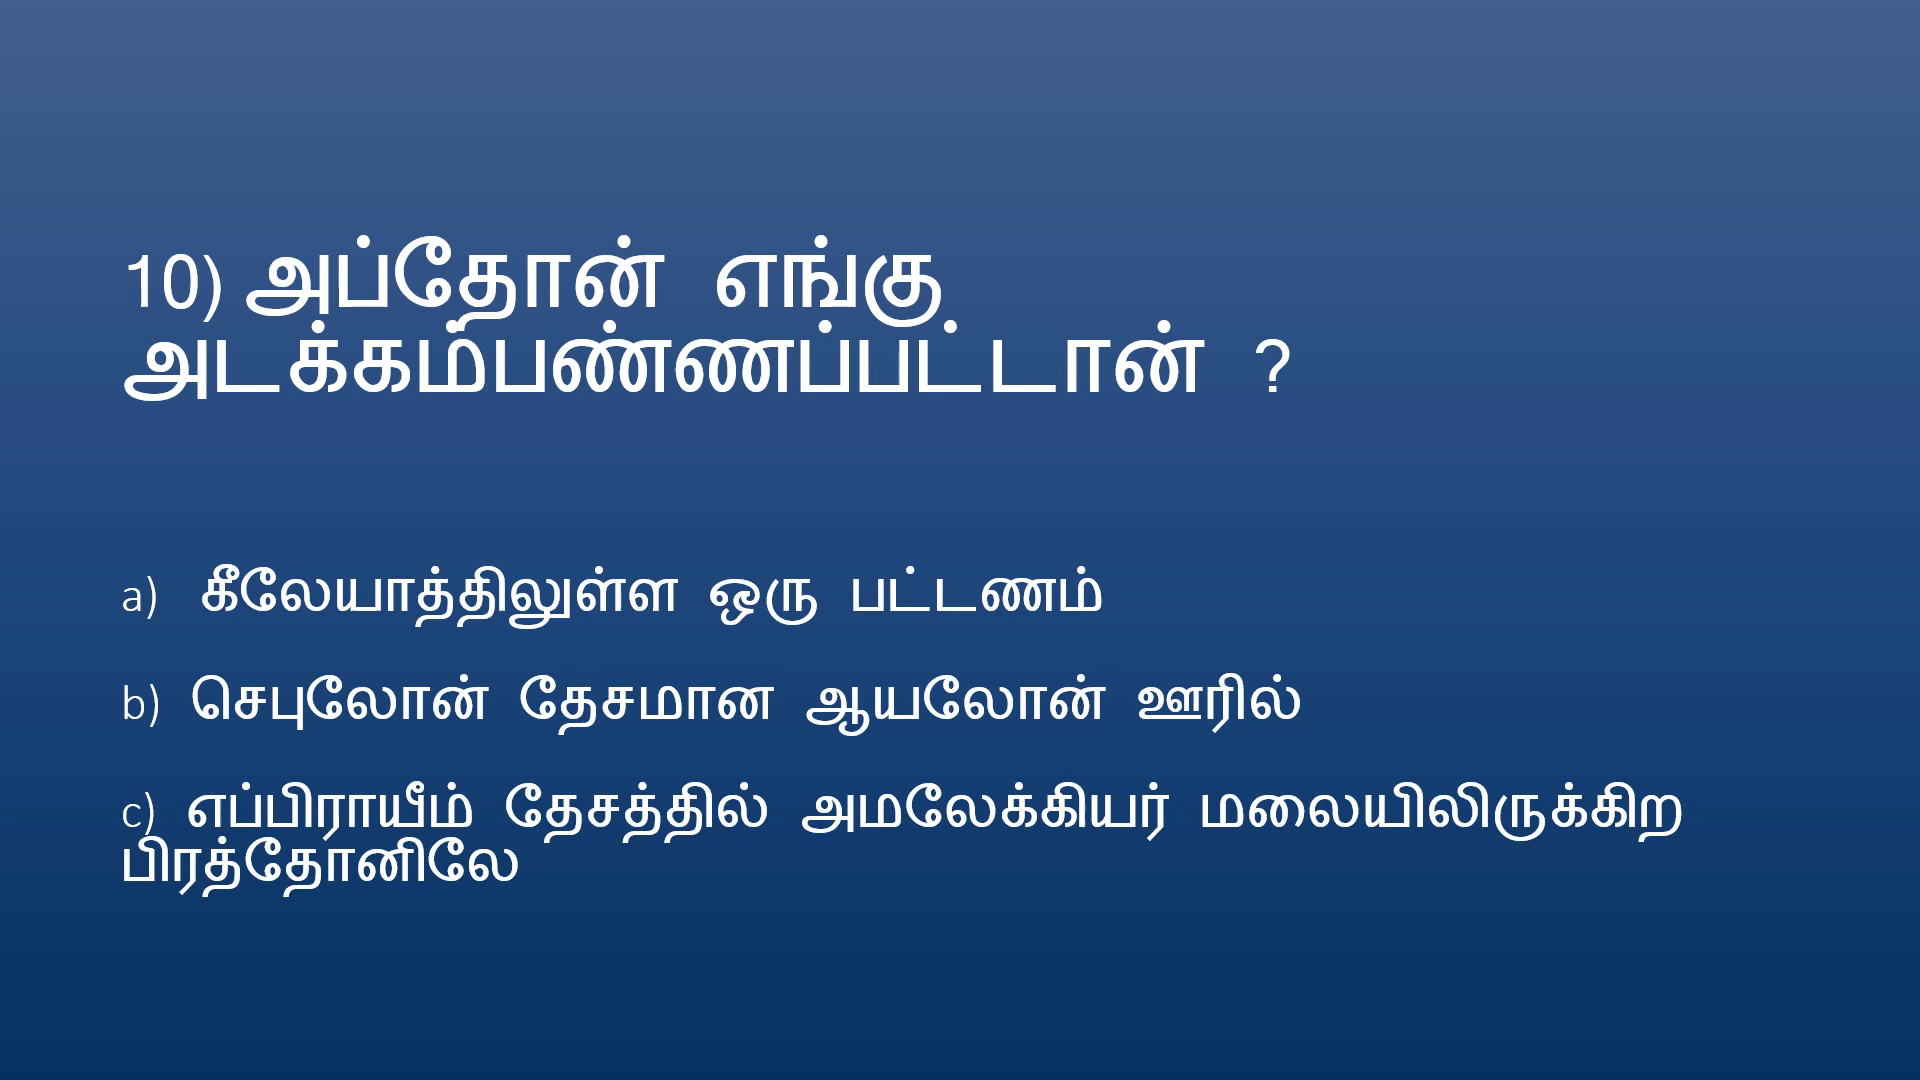 10) அப்தோன் எங்கு
அடக்கம்பண்ணப்பட்டான் ?
a) கீலேயாத்திலுள்ள ஒரு பட்டணம்
b) செபுலோன் தேசமான ஆயலோன் ஊரில்
c) எப்பிராயீம் தேசத்தில் அமலேக்கியர் மலையிலிருக்கிற
பிரத்தோனிலே